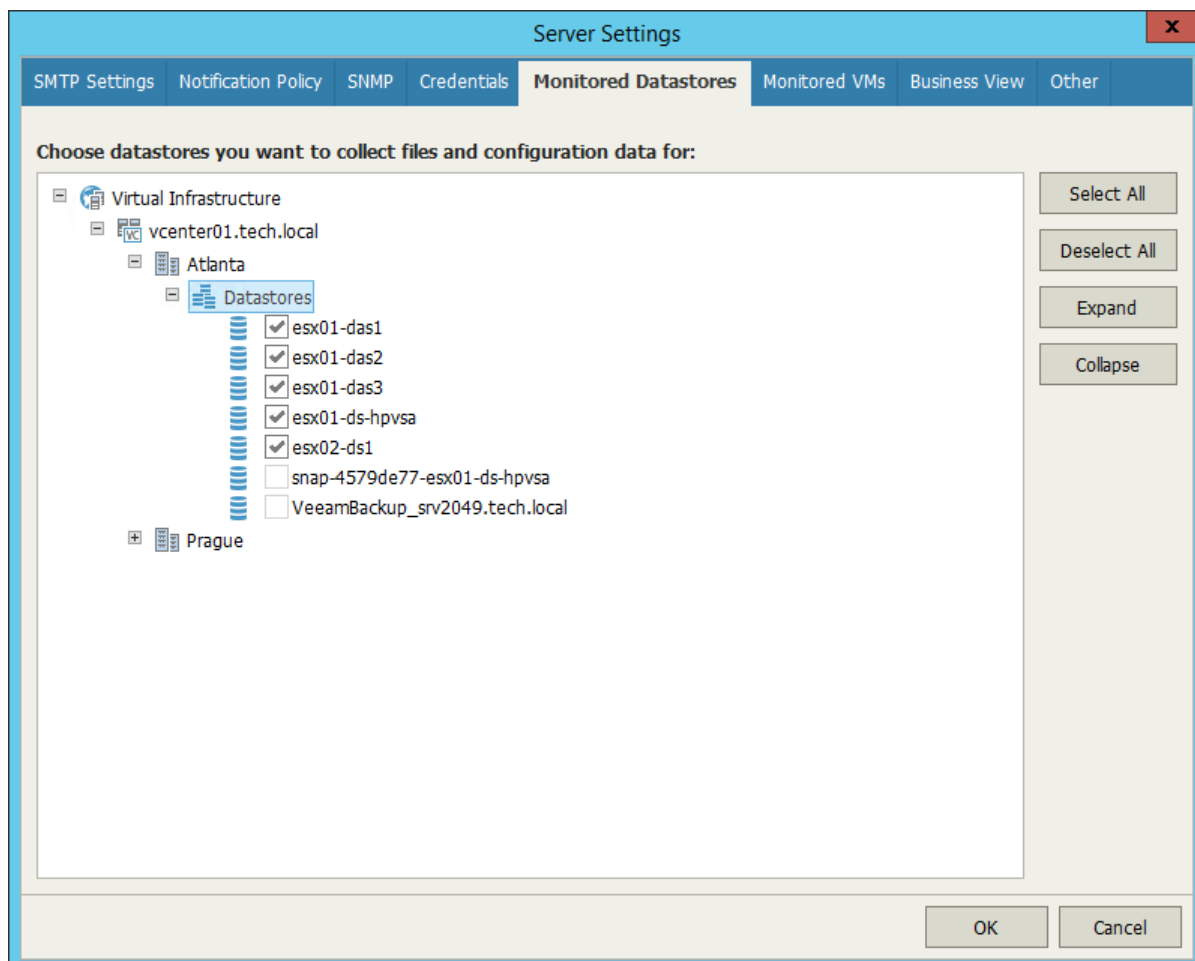 Server Settings
x
SMTP Settings Notification Policy SNMP Credentials Monitored Datastores Monitored VMs Business View Other
Choose datastores you want to collect files and configuration data for:
Virtual Infrastructure
VC vcenter01.tech.local
Atlanta
Datastores
esx01-das1
esx01-das2
esx01-das3
esx01-ds-hpvsa
esx02-ds1
snap-4579de77-esx01-ds-hpvsa
VeeamBackup_srv2049.tech.local
Prague
Select All
Deselect All
Expand
Collapse
OK Cancel